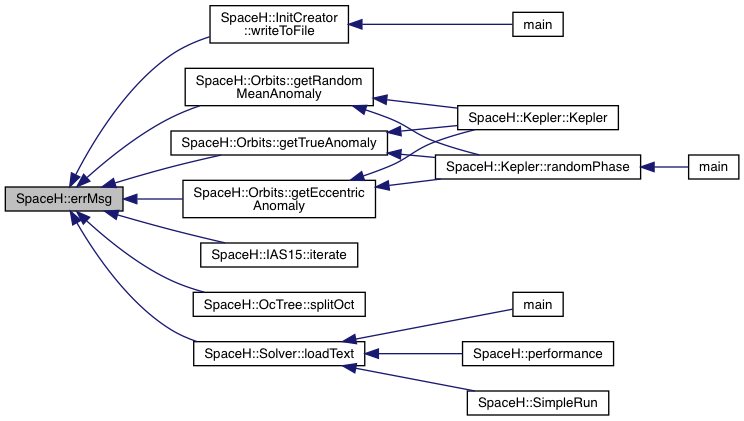 SpaceH::InitCreator
::writeToFile
main
SpaceH::Orbits::getRandom
MeanAnomaly
SpaceH::Kepler::Kepler
SpaceH::Orbits::getTrueAnomaly
SpaceH::Kepler::randomPhase
main
SpaceH::errMsg
SpaceH::Orbits::getEccentric
Anomaly
SpaceH::IAS15::iterate
SpaceH::OcTree::splitOct
main
SpaceH::Solver::loadText
SpaceH::performance
SpaceH::SimpleRun